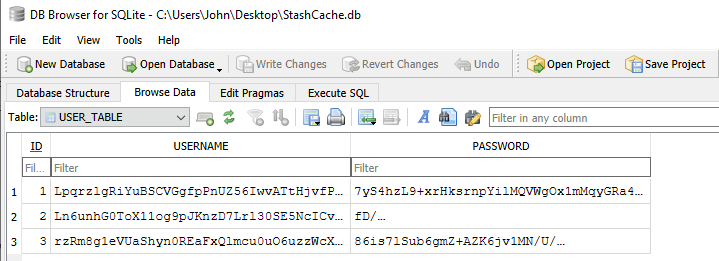 DB Browser for SQLite - C:\Users\John\Desktop\StashCache.db
File Edit View Tools Help
New Database Open Database Write Changes Revert Changes Undo Open Project Save Project
Database Structure Browse Data Edit Pragmas Execute SQL
Table: USER_TABLE Filter in any column
ID USERNAME PASSWORD
Fil... Filter Filter
1 1 LpqrzlgRiYuBSCVGgfpPnUZ56IwvATtHjvfP... 7yS4hzL9+xrHksrnpYilMQVWgOx1mMqyGRa4...
2 2 Ln6unhG0ToX11og9pJKnzD7Lrl30SE5NcICv... fD/...
3 3 rzRm8g1eVUaShyn0REaFxQlmcu0uO6uzzWcX... 86is7lSub6gmZ+AZK6jv1MN/U/...